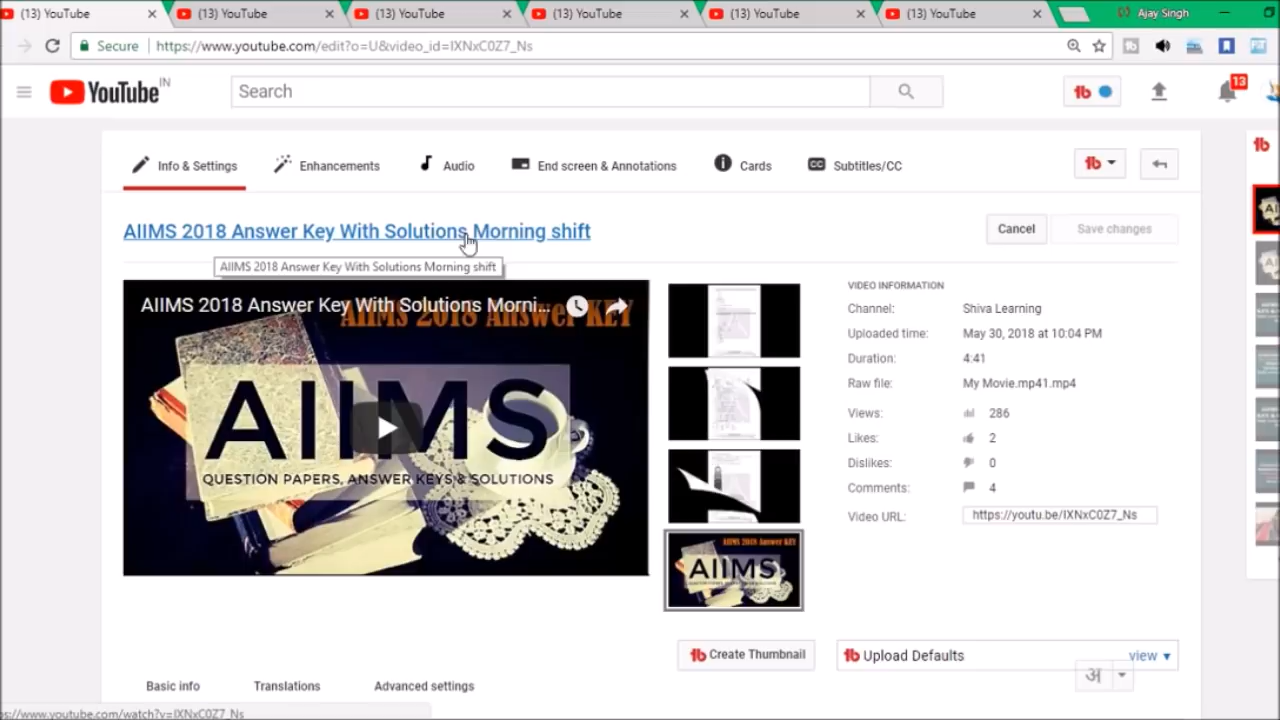 (13) YouTube (13) YouTube (13) YouTube (13) YouTube (13) YouTube (13) YouTube Ajay Singh
Secure https://www.youtube.com/edit?o=U&video_id=IXNxC0Z7_Ns
YouTube IN Search 13
Info & Settings Enhancements Audio End screen & Annotations Cards CC Subtitles/CC
AIIMS 2018 Answer Key With Solutions Morning shift Cancel Save changes
AIIMS 2018 Answer Key With Solutions Morning shift
AIIMS 2018 Answer Key With Solutions Morni...
AIIMS 2018 Answer KEY
AIIMS
QUESTION PAPERS, ANSWER KEYS & SOLUTIONS
AIIMS 2018 Answer KEY
AIIMS
VIDEO INFORMATION
Channel: Shiva Learning
Uploaded time: May 30, 2018 at 10:04 PM
Duration: 4:41
Raw file: My Movie.mp41.mp4
Views: 286
Likes: 2
Dislikes: 0
Comments: 4
Video URL: https://youtu.be/IXNxC0Z7_Ns
Create Thumbnail Upload Defaults view
अ
Basic info Translations Advanced settings
s://www.youtube.com/watch?v=IXNxC0Z7_Ns